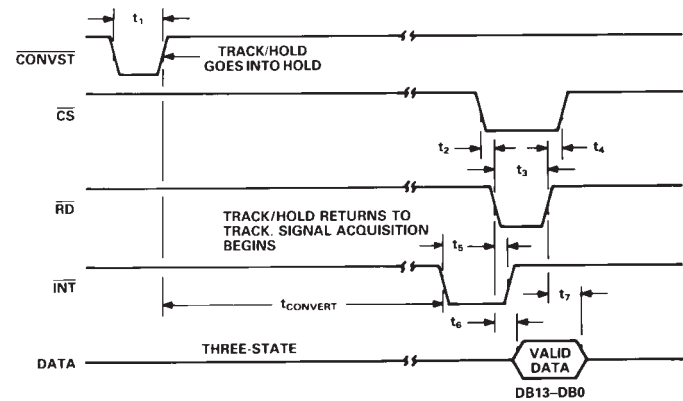 t₁
CONVST
TRACK/HOLD
GOES INTO HOLD
CS
t₂
t₄
t₃
RD
TRACK/HOLD RETURNS TO
TRACK. SIGNAL ACQUISITION
BEGINS
t₅
INT
t₇
tCONVERT
t₆
THREE-STATE
VALID
DATA
DATA
DB13–DB0